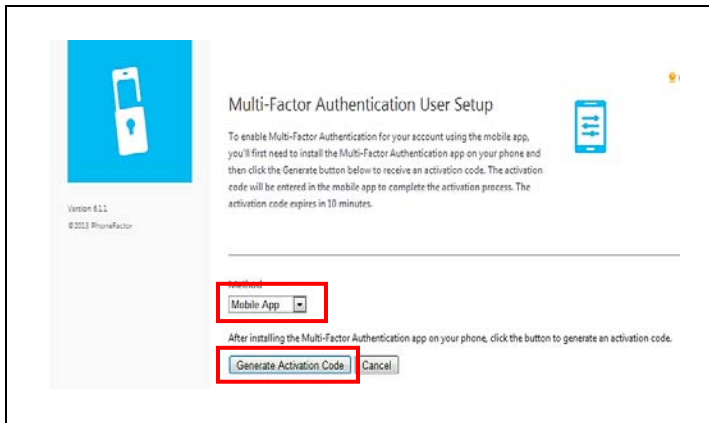 Multi-Factor Authentication User Setup
To enable Multi-Factor Authentication for your account using the mobile app,
you'll first need to install the Multi-Factor Authentication app on your phone and
then click the Generate button below to receive an activation code. The activation
code will be entered in the mobile app to complete the activation process. The
activation code expires in 10 minutes.
Version 6.1.1
©2013 PhoneFactor
Method
Mobile App
After installing the Multi-Factor Authentication app on your phone, click the button to generate an activation code.
Generate Activation Code Cancel